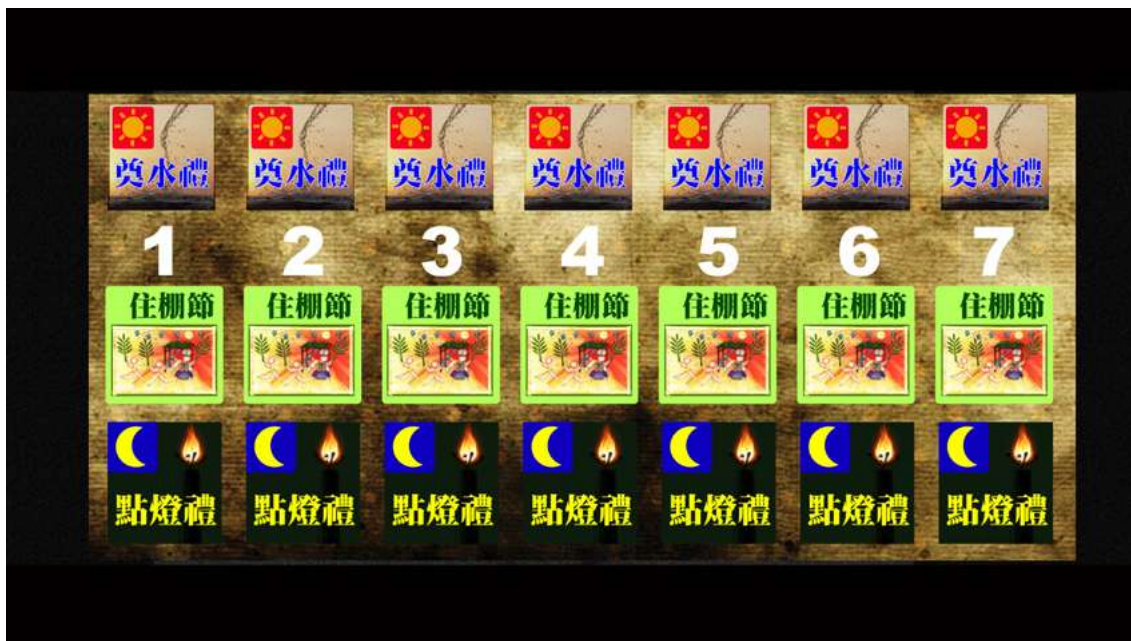 奠水禮 奠水禮 奠水禮 奠水禮 奠水禮 奠水禮 奠水禮
1 2 3 4 5 6 7
住棚節 住棚節 住棚節 住棚節 住棚節 住棚節 住棚節
點燈禮 點燈禮 點燈禮 點燈禮 點燈禮 點燈禮 點燈禮